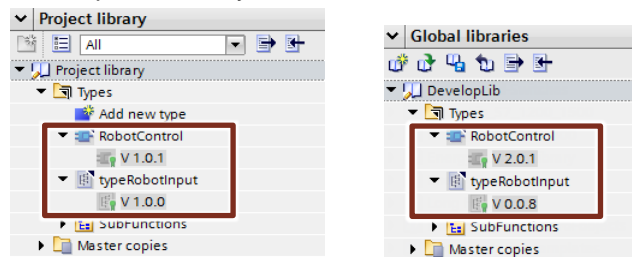 Project library
All
Project library
Types
Add new type
RobotControl
V 1.0.1
typeRobotInput
V 1.0.0
SubFunctions
Master copies
Global libraries
DevelopLib
Types
RobotControl
V 2.0.1
typeRobotInput
V 0.0.8
SubFunctions
Master copies